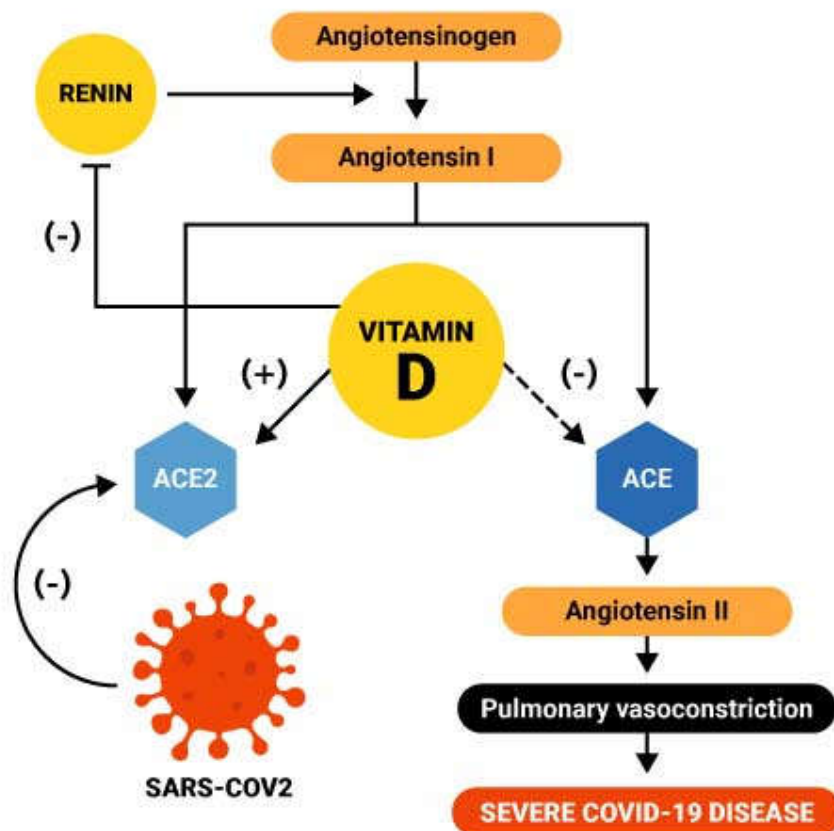 Angiotensinogen
RENIN
Angiotensin I
(-)
VITAMIN
D
(+)
(-)
ACE2
ACE
(-)
Angiotensin II
Pulmonary vasoconstriction
SARS-COV2
SEVERE COVID-19 DISEASE